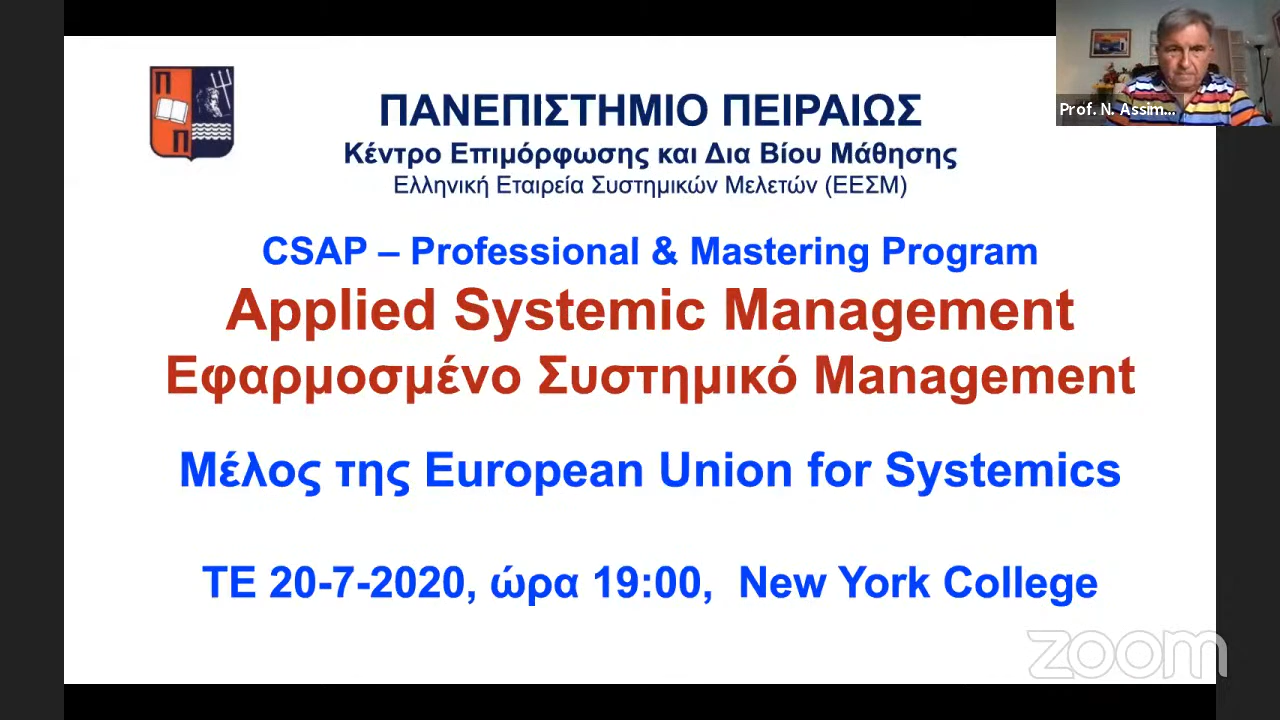 ΠΑΝΕΠΙΣΤΗΜΙΟ ΠΕΙΡΑΙΩΣ
Κέντρο Επιμόρφωσης και Δια Βίου Μάθησης
Ελληνική Εταιρεία Συστημικών Μελετών (ΕΕΣΜ)
Prof. N. Assim...
CSAP – Professional & Mastering Program
Applied Systemic Management
Εφαρμοσμένο Συστημικό Management
Μέλος της European Union for Systemics
ΤΕ 20-7-2020, ώρα 19:00, New York College
zoom
Π
Π